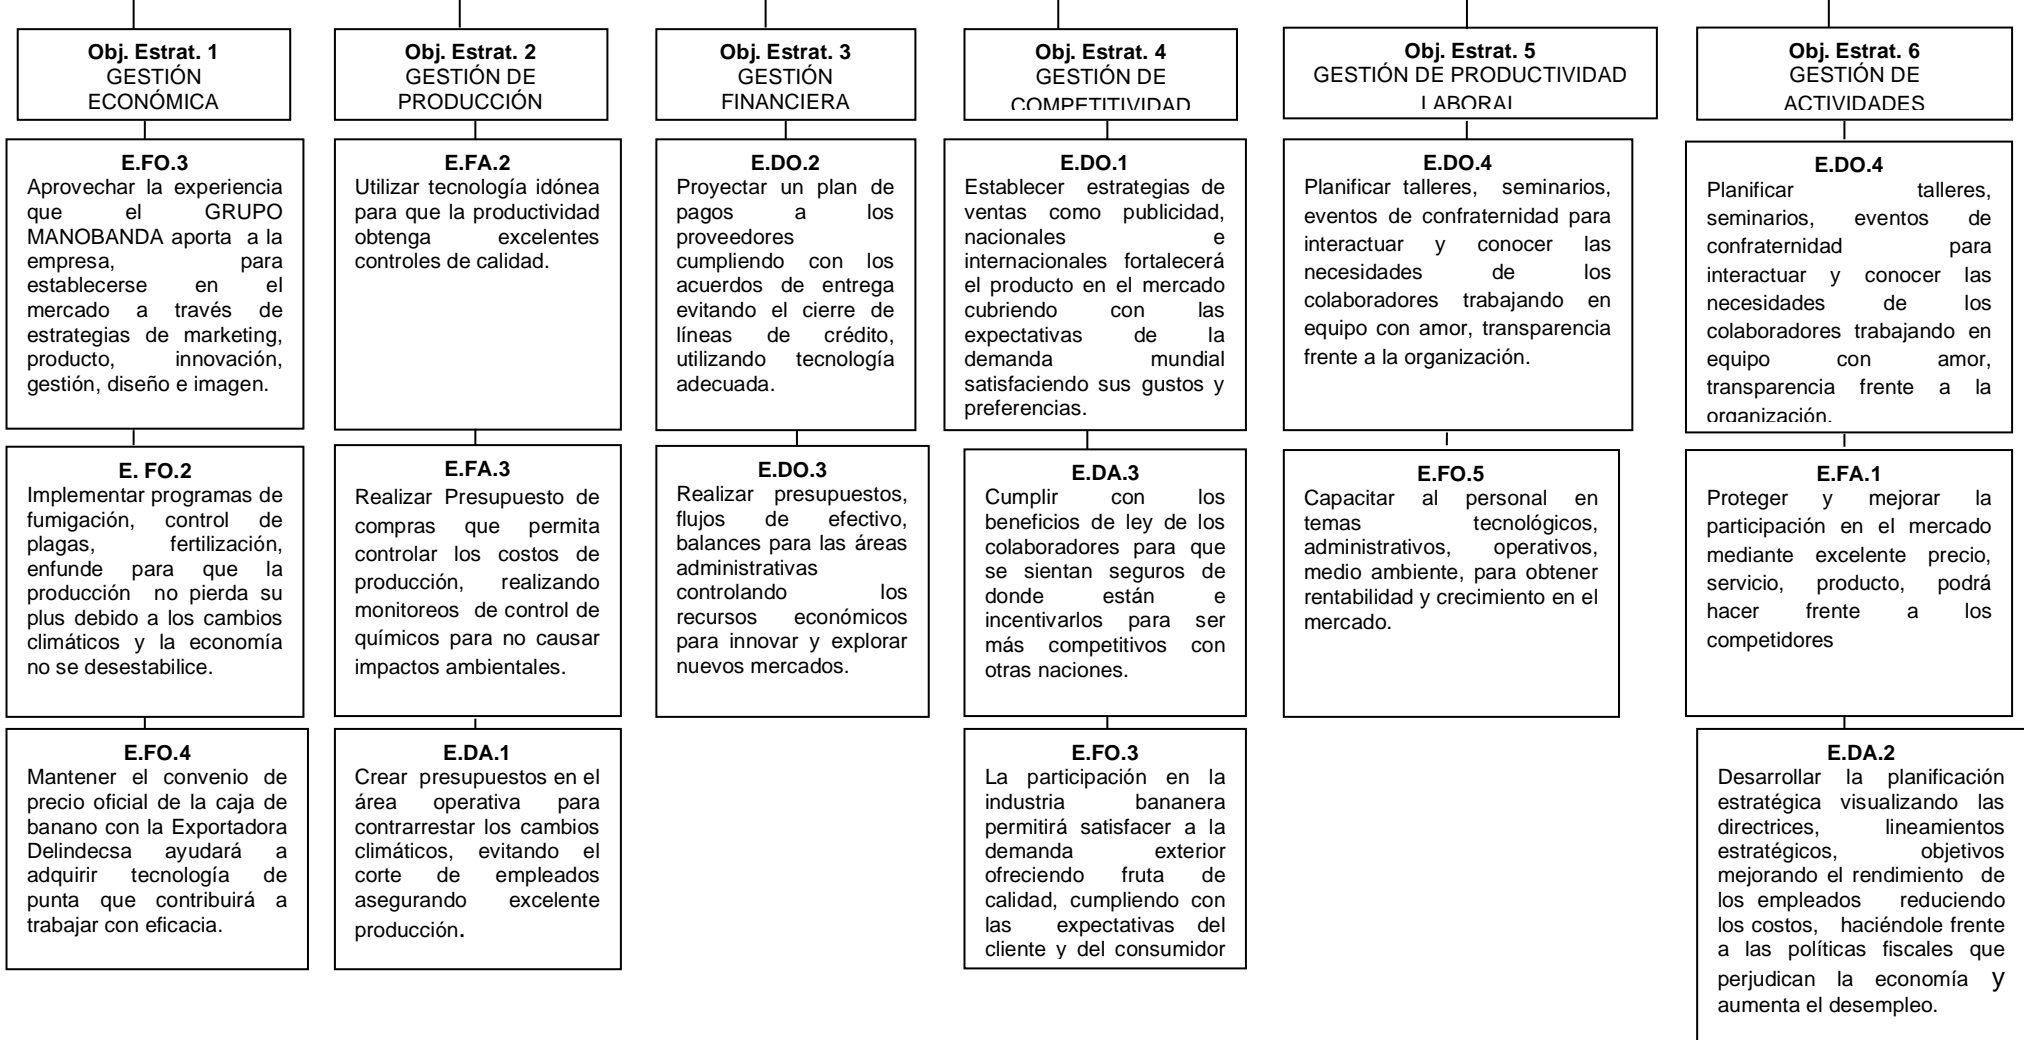 Obj. Estrat. 1
GESTIÓN
ECONÓMICA
E.FO.3
Aprovechar la experiencia
que el GRUPO
MANOBANDA aporta a la
empresa, para
establecerse en el
mercado a través de
estrategias de marketing,
producto, innovación,
gestión, diseño e imagen.
E. FO.2
Implementar programas de
fumigación, control de
plagas, fertilización,
enfunde para que la
producción no pierda su
plus debido a los cambios
climáticos y la economía
no se desestabilice.
E.FO.4
Mantener el convenio de
precio oficial de la caja de
banano con la Exportadora
Delindecsa ayudará a
adquirir tecnología de
punta que contribuirá a
trabajar con eficacia.
Obj. Estrat. 2
GESTIÓN DE
PRODUCCIÓN
E.FA.2
Utilizar tecnología idónea
para que la productividad
obtenga excelentes
controles de calidad.
E.FA.3
Realizar Presupuesto de
compras que permita
controlar los costos de
producción, realizando
monitoreos de control de
químicos para no causar
impactos ambientales.
E.DA.1
Crear presupuestos en el
área operativa para
contrarrestar los cambios
climáticos, evitando el
corte de empleados
asegurando excelente
producción.
Obj. Estrat. 3
GESTIÓN
FINANCIERA
E.DO.2
Proyectar un plan de
pagos a los
proveedores
cumpliendo con los
acuerdos de entrega
evitando el cierre de
líneas de crédito,
utilizando tecnología
adecuada.
E.DO.3
Realizar presupuestos,
flujos de efectivo,
balances para las áreas
administrativas
controlando los
recursos económicos
para innovar y explorar
nuevos mercados.
Obj. Estrat. 4
GESTIÓN DE
COMPETITIVIDAD
E.DO.1
Establecer estrategias de
ventas como publicidad,
nacionales e
internacionales fortalecerá
el producto en el mercado
cubriendo con las
expectativas de la
demanda mundial
satisfaciendo sus gustos y
preferencias.
E.DA.3
Cumplir con los
beneficios de ley de los
colaboradores para que
se sientan seguros de
donde están e
incentivarlos para ser
más competitivos con
otras naciones.
E.FO.3
La participación en la
industria bananera
permitirá satisfacer a la
demanda exterior
ofreciendo fruta de
calidad, cumpliendo con
las expectativas del
cliente y del consumidor
Obj. Estrat. 5
GESTIÓN DE PRODUCTIVIDAD
LABORAL
E.DO.4
Planificar talleres, seminarios,
eventos de confraternidad para
interactuar y conocer las
necesidades de los
colaboradores trabajando en
equipo con amor, transparencia
frente a la organización.
E.FO.5
Capacitar al personal en
temas tecnológicos,
administrativos, operativos,
medio ambiente, para obtener
rentabilidad y crecimiento en el
mercado.
Obj. Estrat. 6
GESTIÓN DE
ACTIVIDADES
E.DO.4
Planificar talleres,
seminarios, eventos de
confraternidad para
interactuar y conocer las
necesidades de los
colaboradores trabajando en
equipo con amor,
transparencia frente a la
organización.
E.FA.1
Proteger y mejorar la
participación en el mercado
mediante excelente precio,
servicio, producto, podrá
hacer frente a los
competidores
E.DA.2
Desarrollar la planificación
estratégica visualizando las
directrices, lineamientos
estratégicos, objetivos
mejorando el rendimiento de
los empleados reduciendo
los costos, haciéndole frente
a las políticas fiscales que
perjudican la economía y
aumenta el desempleo.